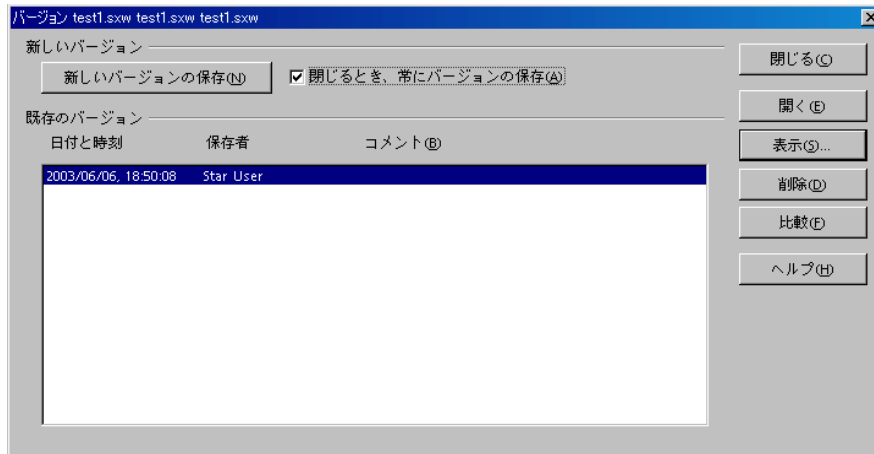 バージョン test1.sxw test1.sxw test1.sxw
新しいバージョン
新しいバージョンの保存(N)
閉じるとき、常にバージョンの保存(A)
既存のバージョン
日付と時刻 保存者 コメント(B)
2003/06/06, 18:50:08 Star User
閉じる(C)
開く(E)
表示(S)...
削除(D)
比較(F)
ヘルプ(H)